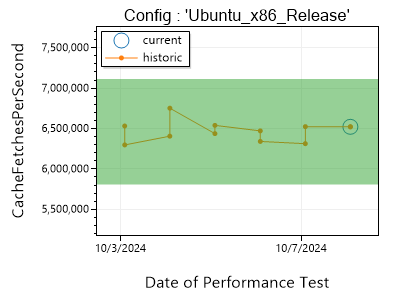 Config : 'Ubuntu_x86_Release'
current
historic
7,500,000
7,000,000
6,500,000
6,000,000
5,500,000
CacheFetchesPerSecond
10/3/2024
10/7/2024
Date of Performance Test